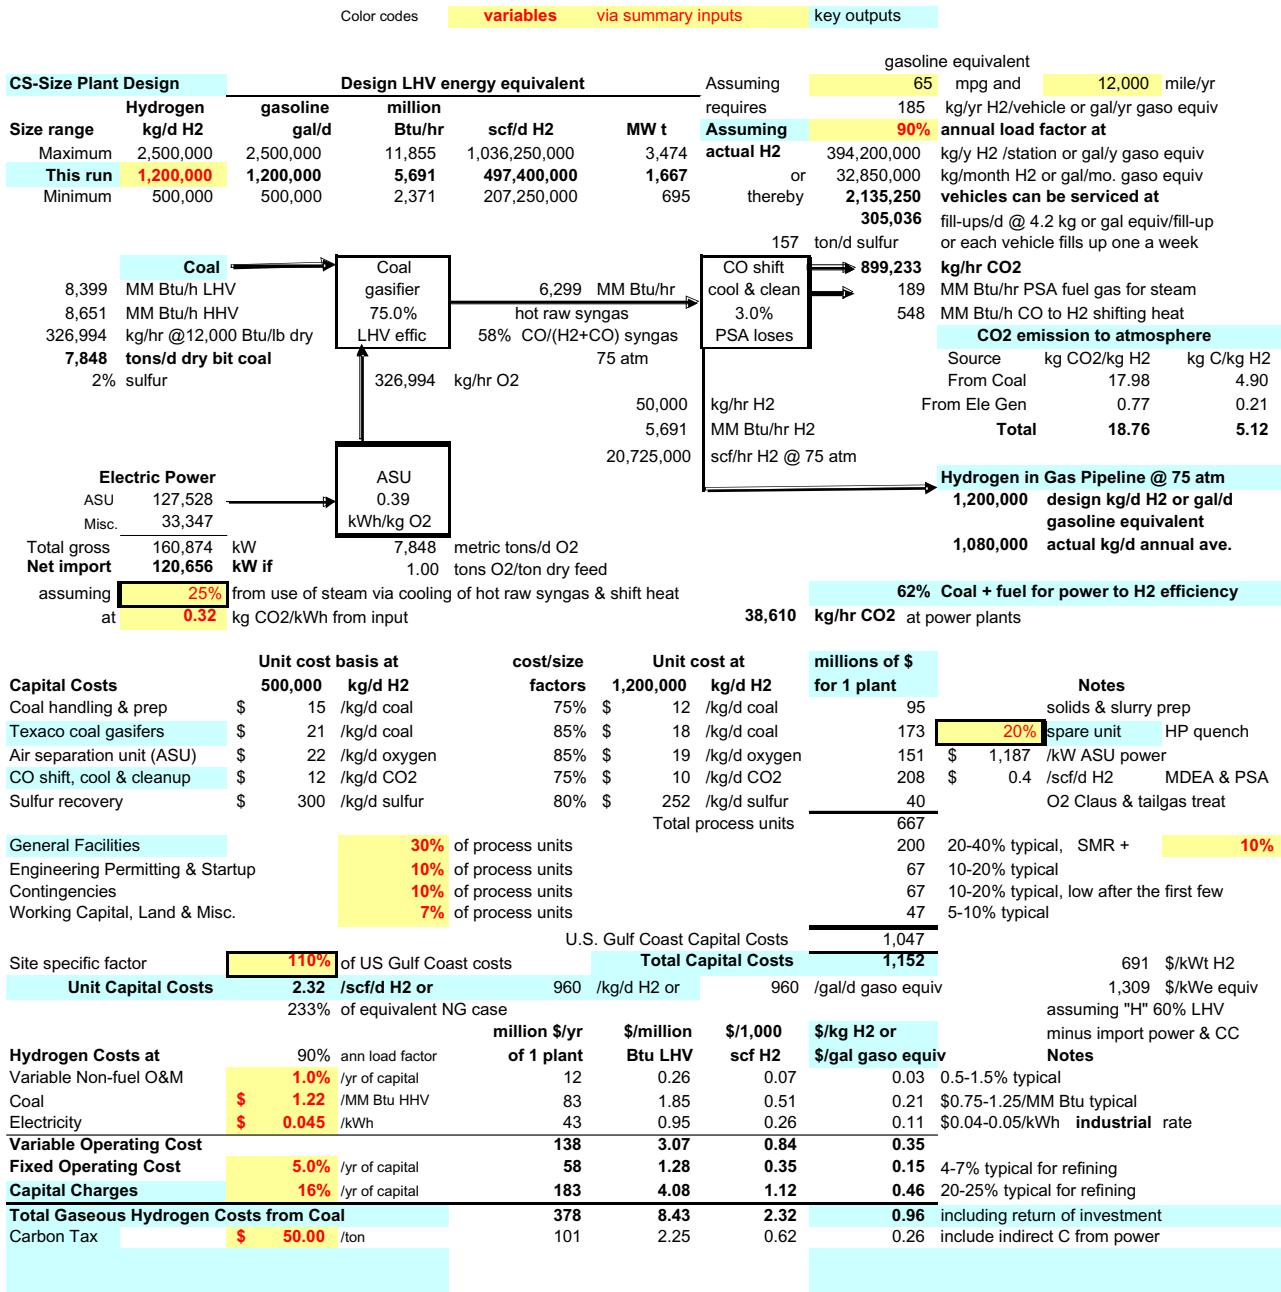 Color codes variables via summary inputs key outputs
gasoline equivalent
CS-Size Plant Design Design LHV energy equivalent Assuming 65 mpg and 12,000 mile/yr
Hydrogen gasoline million requires 185 kg/yr H2/vehicle or gal/yr gaso equiv
Size range kg/d H2 gal/d Btu/hr scf/d H2 MW t Assuming 90% annual load factor at
Maximum 2,500,000 2,500,000 11,855 1,036,250,000 3,474 actual H2 394,200,000 kg/y H2 /station or gal/y gaso equiv
This run 1,200,000 1,200,000 5,691 497,400,000 1,667 or 32,850,000 kg/month H2 or gal/mo. gaso equiv
Minimum 500,000 500,000 2,371 207,250,000 695 thereby 2,135,250 vehicles can be serviced at
305,036 fill-ups/d @ 4.2 kg or gal equiv/fill-up
157 ton/d sulfur or each vehicle fills up one a week
Coal Coal CO shift 899,233 kg/hr CO2
8,399 MM Btu/h LHV gasifier 6,299 MM Btu/hr cool & clean 189 MM Btu/hr PSA fuel gas for steam
8,651 MM Btu/h HHV 75.0% hot raw syngas 3.0% 548 MM Btu/h CO to H2 shifting heat
326,994 kg/hr @12,000 Btu/lb dry LHV effic 58% CO/(H2+CO) syngas PSA loses CO2 emission to atmosphere
7,848 tons/d dry bit coal 75 atm Source kg CO2/kg H2 kg C/kg H2
2% sulfur 326,994 kg/hr O2 From Coal 17.98 4.90
50,000 kg/hr H2 From Ele Gen 0.77 0.21
5,691 MM Btu/hr H2 Total 18.76 5.12
20,725,000 scf/hr H2 @ 75 atm
Electric Power ASU Hydrogen in Gas Pipeline @ 75 atm
ASU 127,528 0.39 1,200,000 design kg/d H2 or gal/d
Misc. 33,347 kWh/kg O2 gasoline equivalent
Total gross 160,874 kW 7,848 metric tons/d O2 1,080,000 actual kg/d annual ave.
Net import 120,656 kW if 1.00 tons O2/ton dry feed
assuming 25% from use of steam via cooling of hot raw syngas & shift heat 62% Coal + fuel for power to H2 efficiency
at 0.32 kg CO2/kWh from input 38,610 kg/hr CO2 at power plants
Unit cost basis at cost/size Unit cost at millions of $
Capital Costs 500,000 kg/d H2 factors 1,200,000 kg/d H2 for 1 plant Notes
Coal handling & prep $ 15 /kg/d coal 75% $ 12 /kg/d coal 95 solids & slurry prep
Texaco coal gasifers $ 21 /kg/d coal 85% $ 18 /kg/d coal 173 20% spare unit HP quench
Air separation unit (ASU) $ 22 /kg/d oxygen 85% $ 19 /kg/d oxygen 151 $ 1,187 /kW ASU power
CO shift, cool & cleanup $ 12 /kg/d CO2 75% $ 10 /kg/d CO2 208 $ 0.4 /scf/d H2 MDEA & PSA
Sulfur recovery $ 300 /kg/d sulfur 80% $ 252 /kg/d sulfur 40 O2 Claus & tailgas treat
Total process units 667
General Facilities 30% of process units 200 20-40% typical, SMR + 10%
Engineering Permitting & Startup 10% of process units 67 10-20% typical
Contingencies 10% of process units 67 10-20% typical, low after the first few
Working Capital, Land & Misc. 7% of process units 47 5-10% typical
U.S. Gulf Coast Capital Costs 1,047
Site specific factor 110% of US Gulf Coast costs Total Capital Costs 1,152 691 $/kWt H2
Unit Capital Costs 2.32 /scf/d H2 or 960 /kg/d H2 or 960 /gal/d gaso equiv 1,309 $/kWe equiv
233% of equivalent NG case assuming "H" 60% LHV
million $/yr $/million $/1,000 $/kg H2 or minus import power & CC
Hydrogen Costs at 90% ann load factor of 1 plant Btu LHV scf H2 $/gal gaso equiv Notes
Variable Non-fuel O&M 1.0% /yr of capital 12 0.26 0.07 0.03 0.5-1.5% typical
Coal $ 1.22 /MM Btu HHV 83 1.85 0.51 0.21 $0.75-1.25/MM Btu typical
Electricity $ 0.045 /kWh 43 0.95 0.26 0.11 $0.04-0.05/kWh industrial rate
Variable Operating Cost 138 3.07 0.84 0.35
Fixed Operating Cost 5.0% /yr of capital 58 1.28 0.35 0.15 4-7% typical for refining
Capital Charges 16% /yr of capital 183 4.08 1.12 0.46 20-25% typical for refining
Total Gaseous Hydrogen Costs from Coal 378 8.43 2.32 0.96 including return of investment
Carbon Tax $ 50.00 /ton 101 2.25 0.62 0.26 include indirect C from power